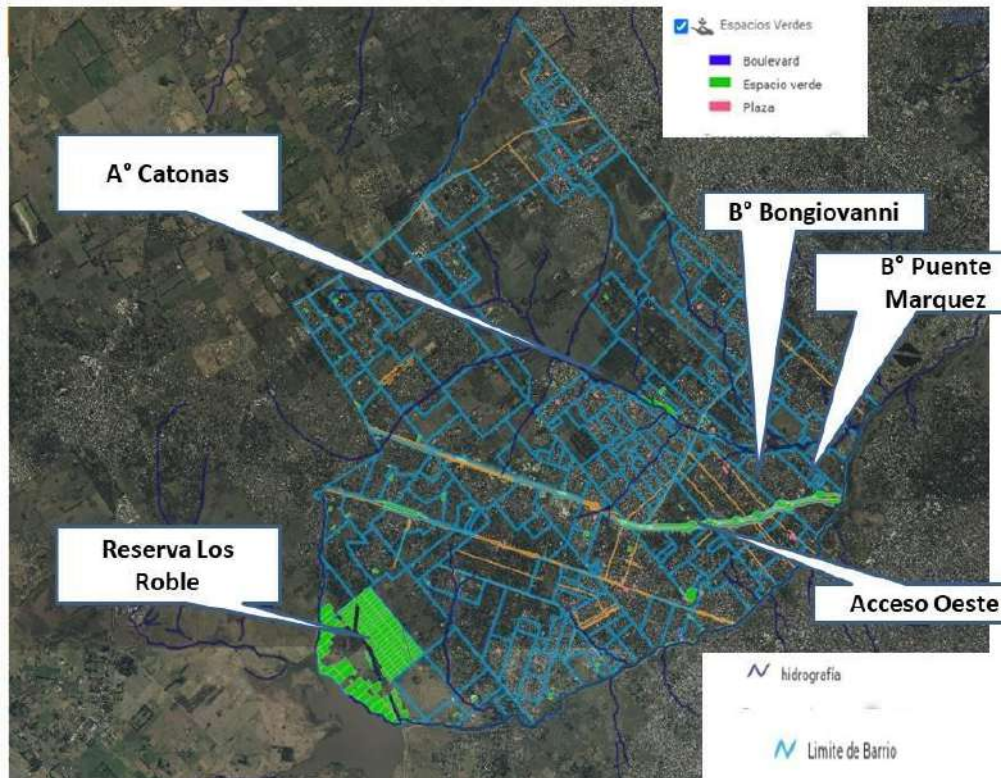 Espacios Verdes
Boulevard
Espacio verde
Plaza
A° Catonas
B° Bongiovanni
B° Puente
Marquez
Reserva Los
Roble
Acceso Oeste
hidrografía
Limite de Barrio